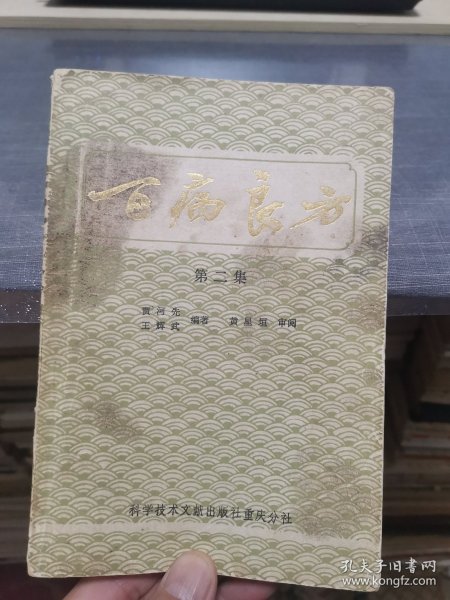 百病良方
第二集
贾河先
王辉武 编著 黄星垣 审阅
科学技术文献出版社重庆分社
孔夫子旧书网
www.kongfz.com